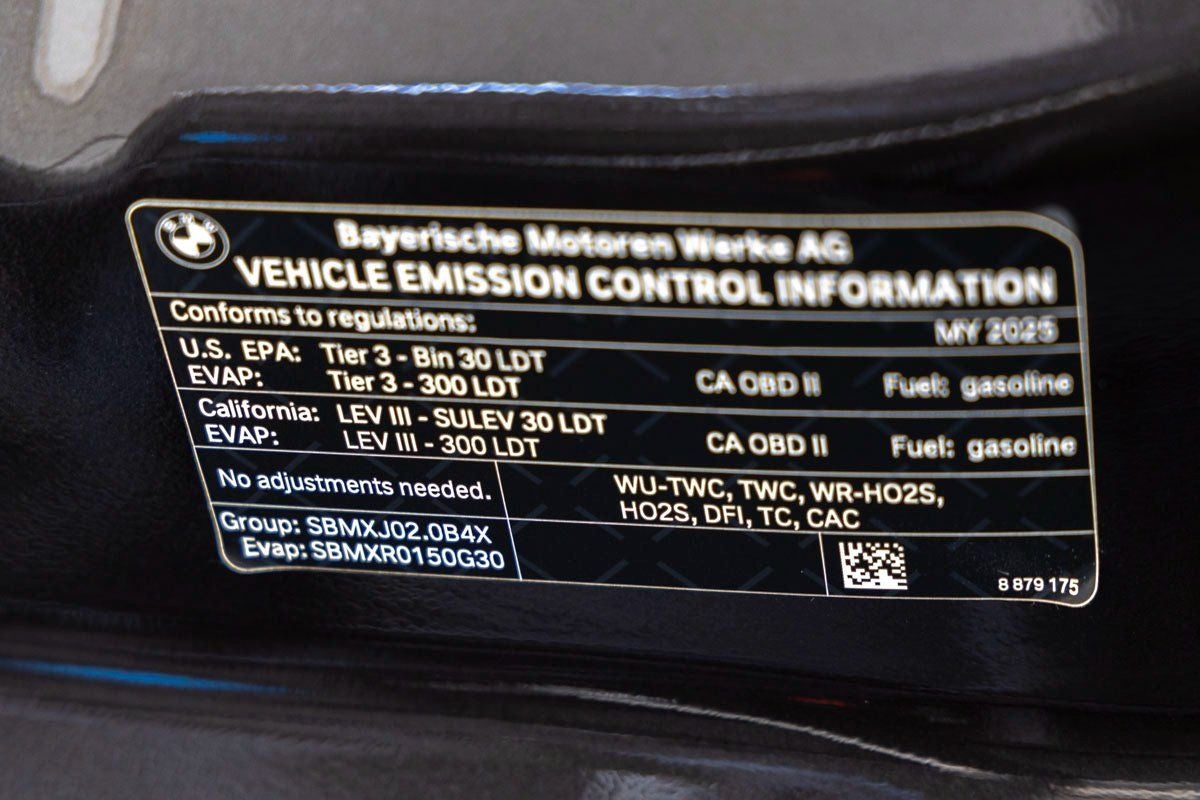 BMW
Bayerische Motoren Werke AG
VEHICLE EMISSION CONTROL INFORMATION
Conforms to regulations: MY 2025
U.S. EPA: Tier 3 - Bin 30 LDT
EVAP: Tier 3 - 300 LDT CA OBD II Fuel: gasoline
California: LEV III - SULEV 30 LDT
EVAP: LEV III - 300 LDT CA OBD II Fuel: gasoline
No adjustments needed.
WU-TWC, TWC, WR-HO2S,
HO2S, DFI, TC, CAC
Group: SBMXJ02.0B4X
Evap: SBMXR0150G30
8 879 175